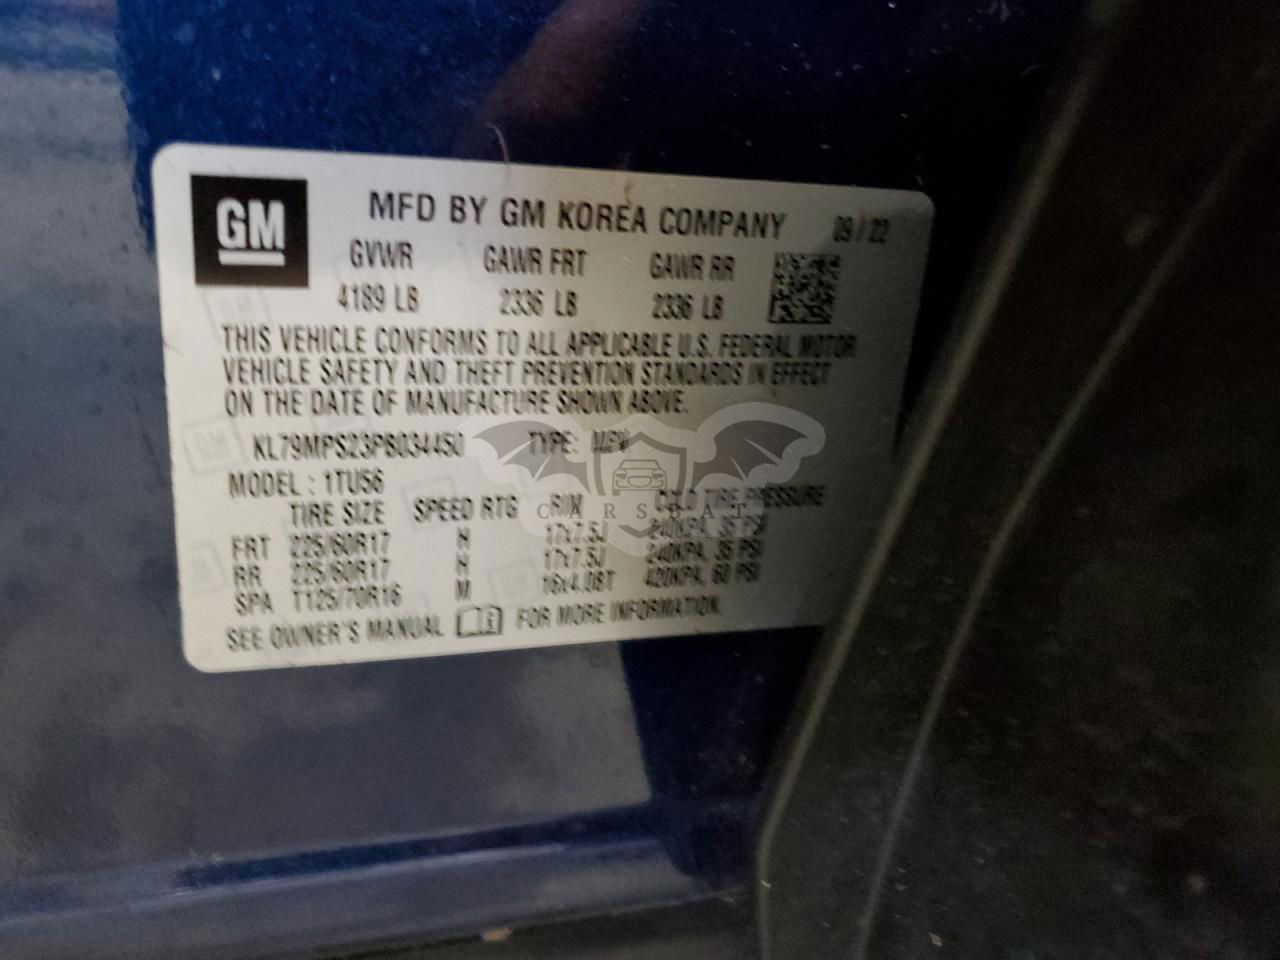 GM MFD BY GM KOREA COMPANY 09/22
GVWR GAWR FRT GAWR RR
4189 LB 2336 LB 2336 LB
THIS VEHICLE CONFORMS TO ALL APPLICABLE U.S. FEDERAL MOTOR
VEHICLE SAFETY AND THEFT PREVENTION STANDARDS IN EFFECT
ON THE DATE OF MANUFACTURE SHOWN ABOVE.
KL79MPS23PB034450 TYPE: MPV
MODEL : 1TU56
TIRE SIZE SPEED RTG RIM COLD TIRE PRESSURE
FRT 225/60R17 H 17x7.5J 240KPA, 35 PSI
RR 225/60R17 H 17x7.5J 240KPA, 35 PSI
SPA T125/70R16 M 16x4.0BT 420KPA, 60 PSI
SEE OWNER'S MANUAL FOR MORE INFORMATION.
CARSBAT